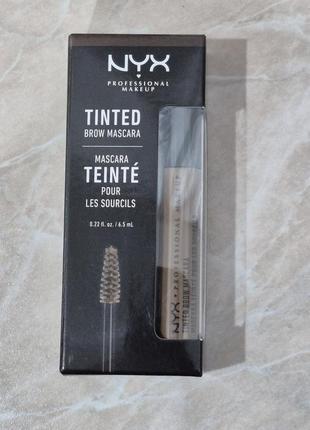 NYX
PROFESSIONAL
MAKEUP
TINTED
BROW MASCARA
MASCARA
TEINTÉ
POUR
LES SOURCILS
0.22 fl. oz. / 6.5 mL
NYX • PROFESSIONAL MAKEUP
TINTED BROW MASCARA